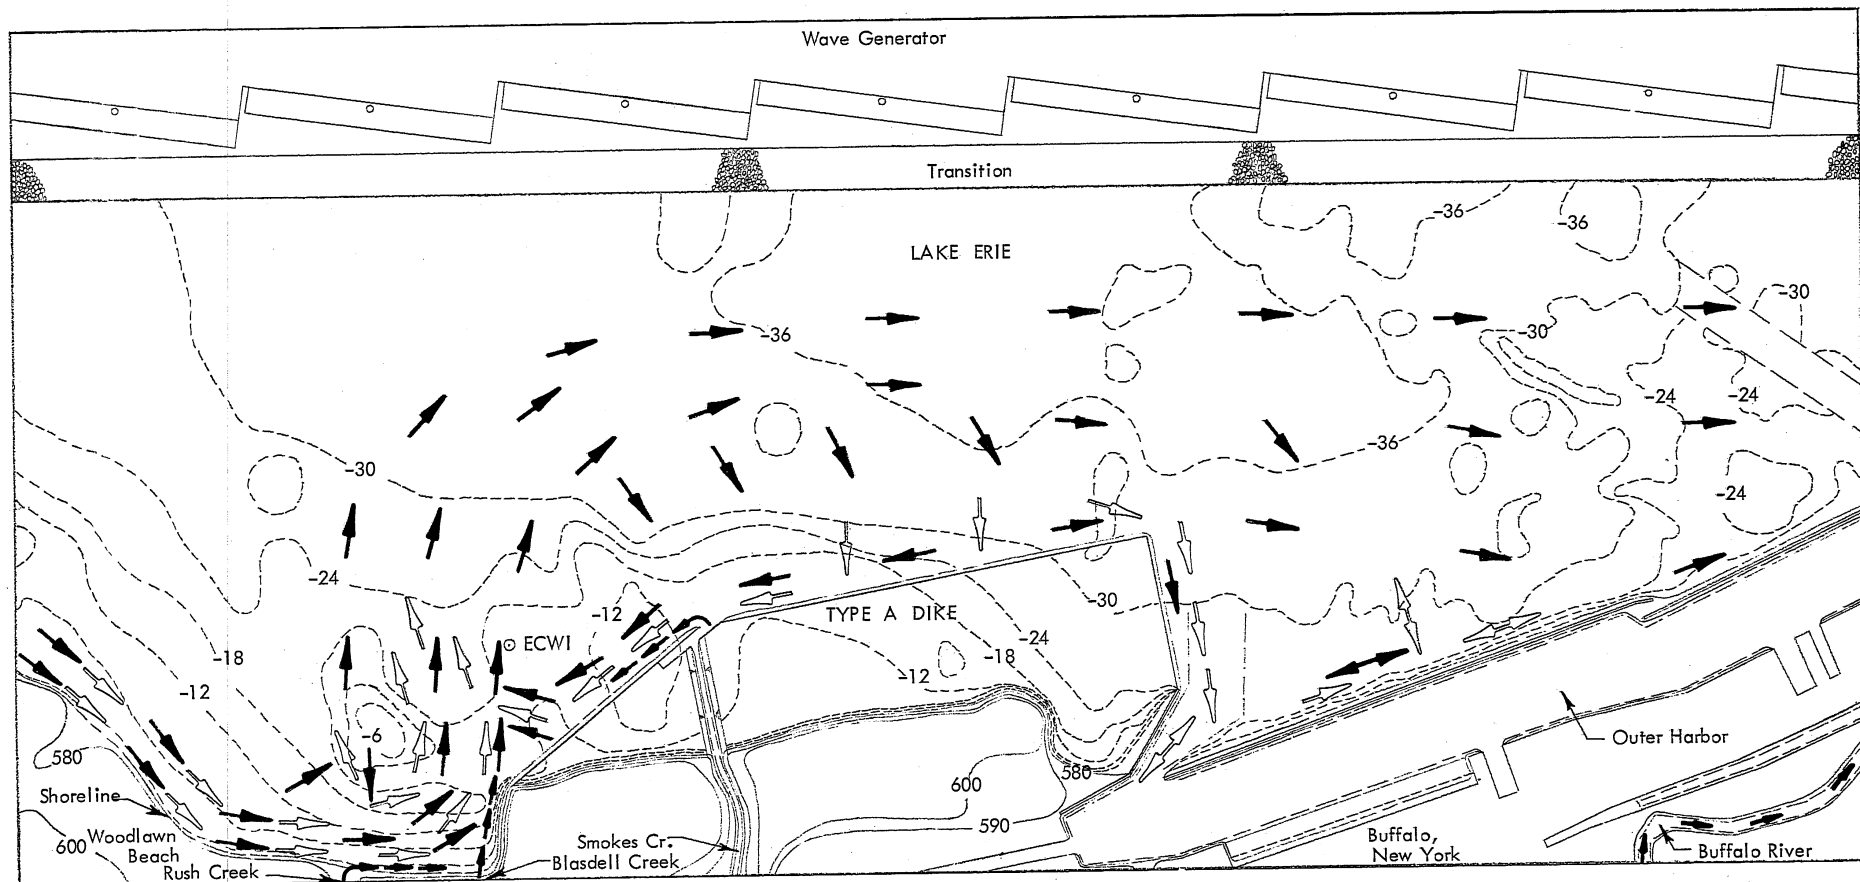 Wave Generator
Transition
-36
-36
LAKE ERIE
-30
-36
-30
-24
-24
-36
-30
-24
-24
-12
-30
TYPE A DIKE
ECWI
-24
-18
-18
-12
-12
-6
Outer Harbor
580
580
600
Shoreline
590
Woodlawn
Beach
600
Smokes Cr.
Blasdell Creek
Rush Creek
Buffalo,
New York
Buffalo River